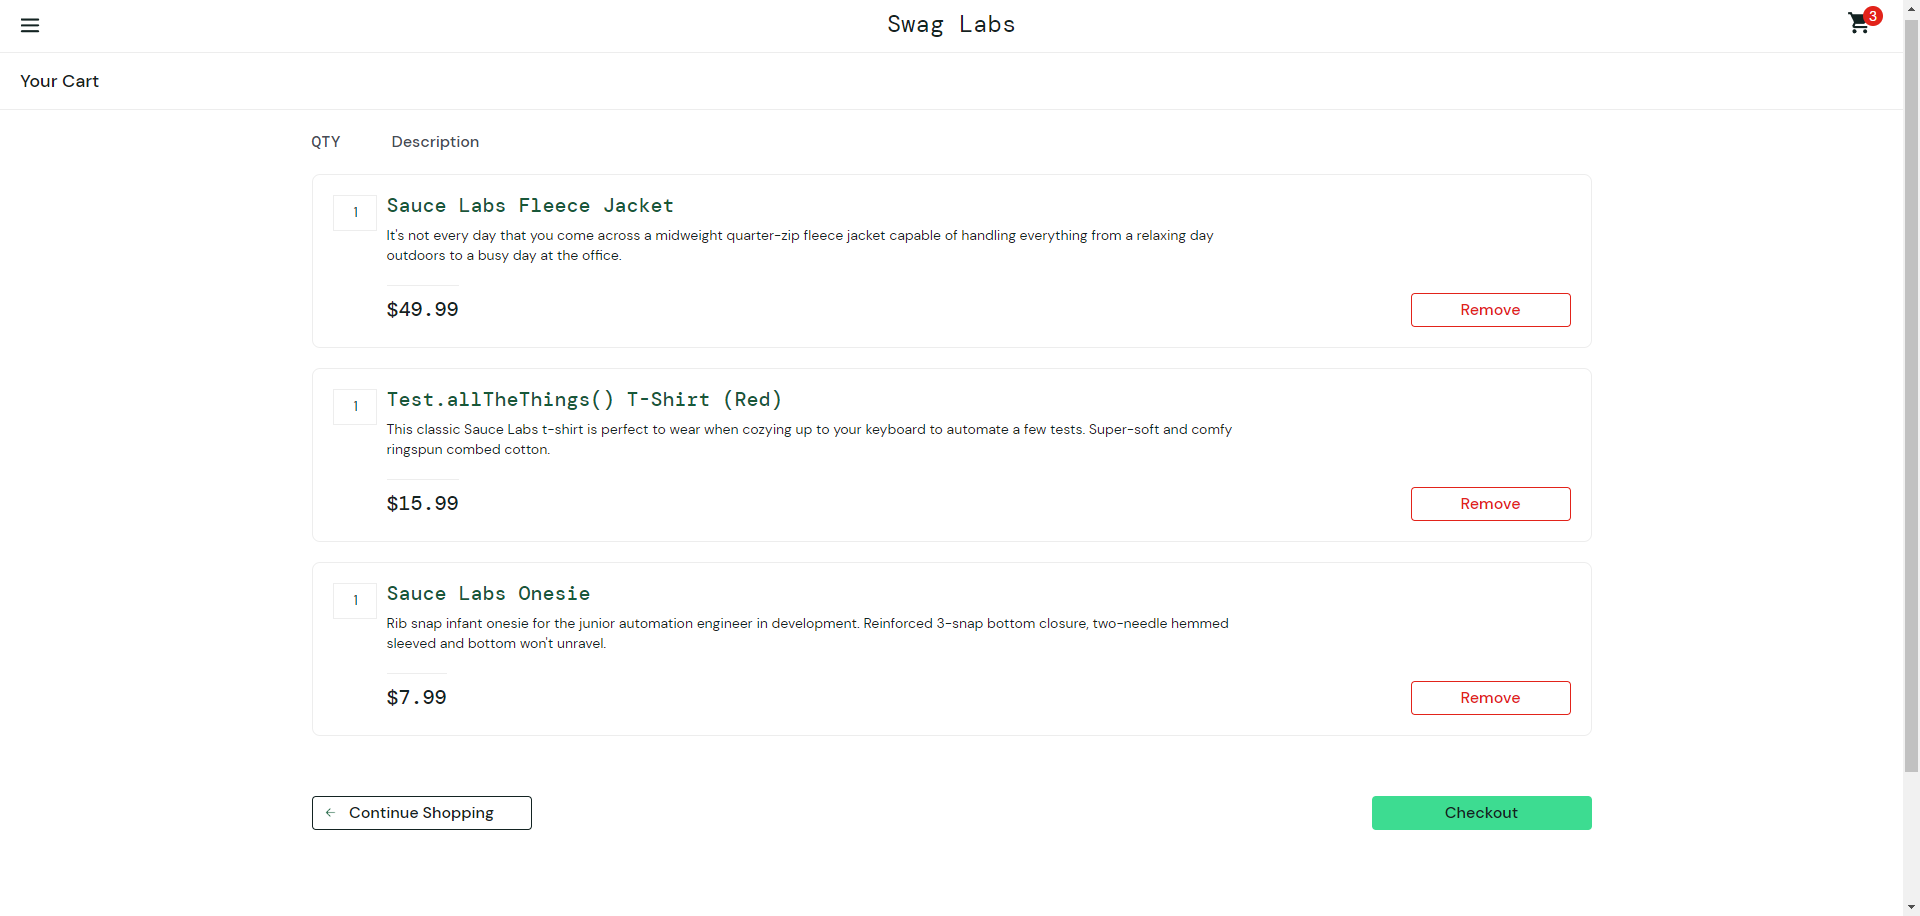 Swag Labs
3
Your Cart
QTY Description
1
Sauce Labs Fleece Jacket
It's not every day that you come across a midweight quarter-zip fleece jacket capable of handling everything from a relaxing day
outdoors to a busy day at the office.
$49.99
Remove
1
Test.allTheThings() T-Shirt (Red)
This classic Sauce Labs t-shirt is perfect to wear when cozying up to your keyboard to automate a few tests. Super-soft and comfy
ringspun combed cotton.
$15.99
Remove
1
Sauce Labs Onesie
Rib snap infant onesie for the junior automation engineer in development. Reinforced 3-snap bottom closure, two-needle hemmed
sleeved and bottom won't unravel.
$7.99
Remove
Continue Shopping
Checkout